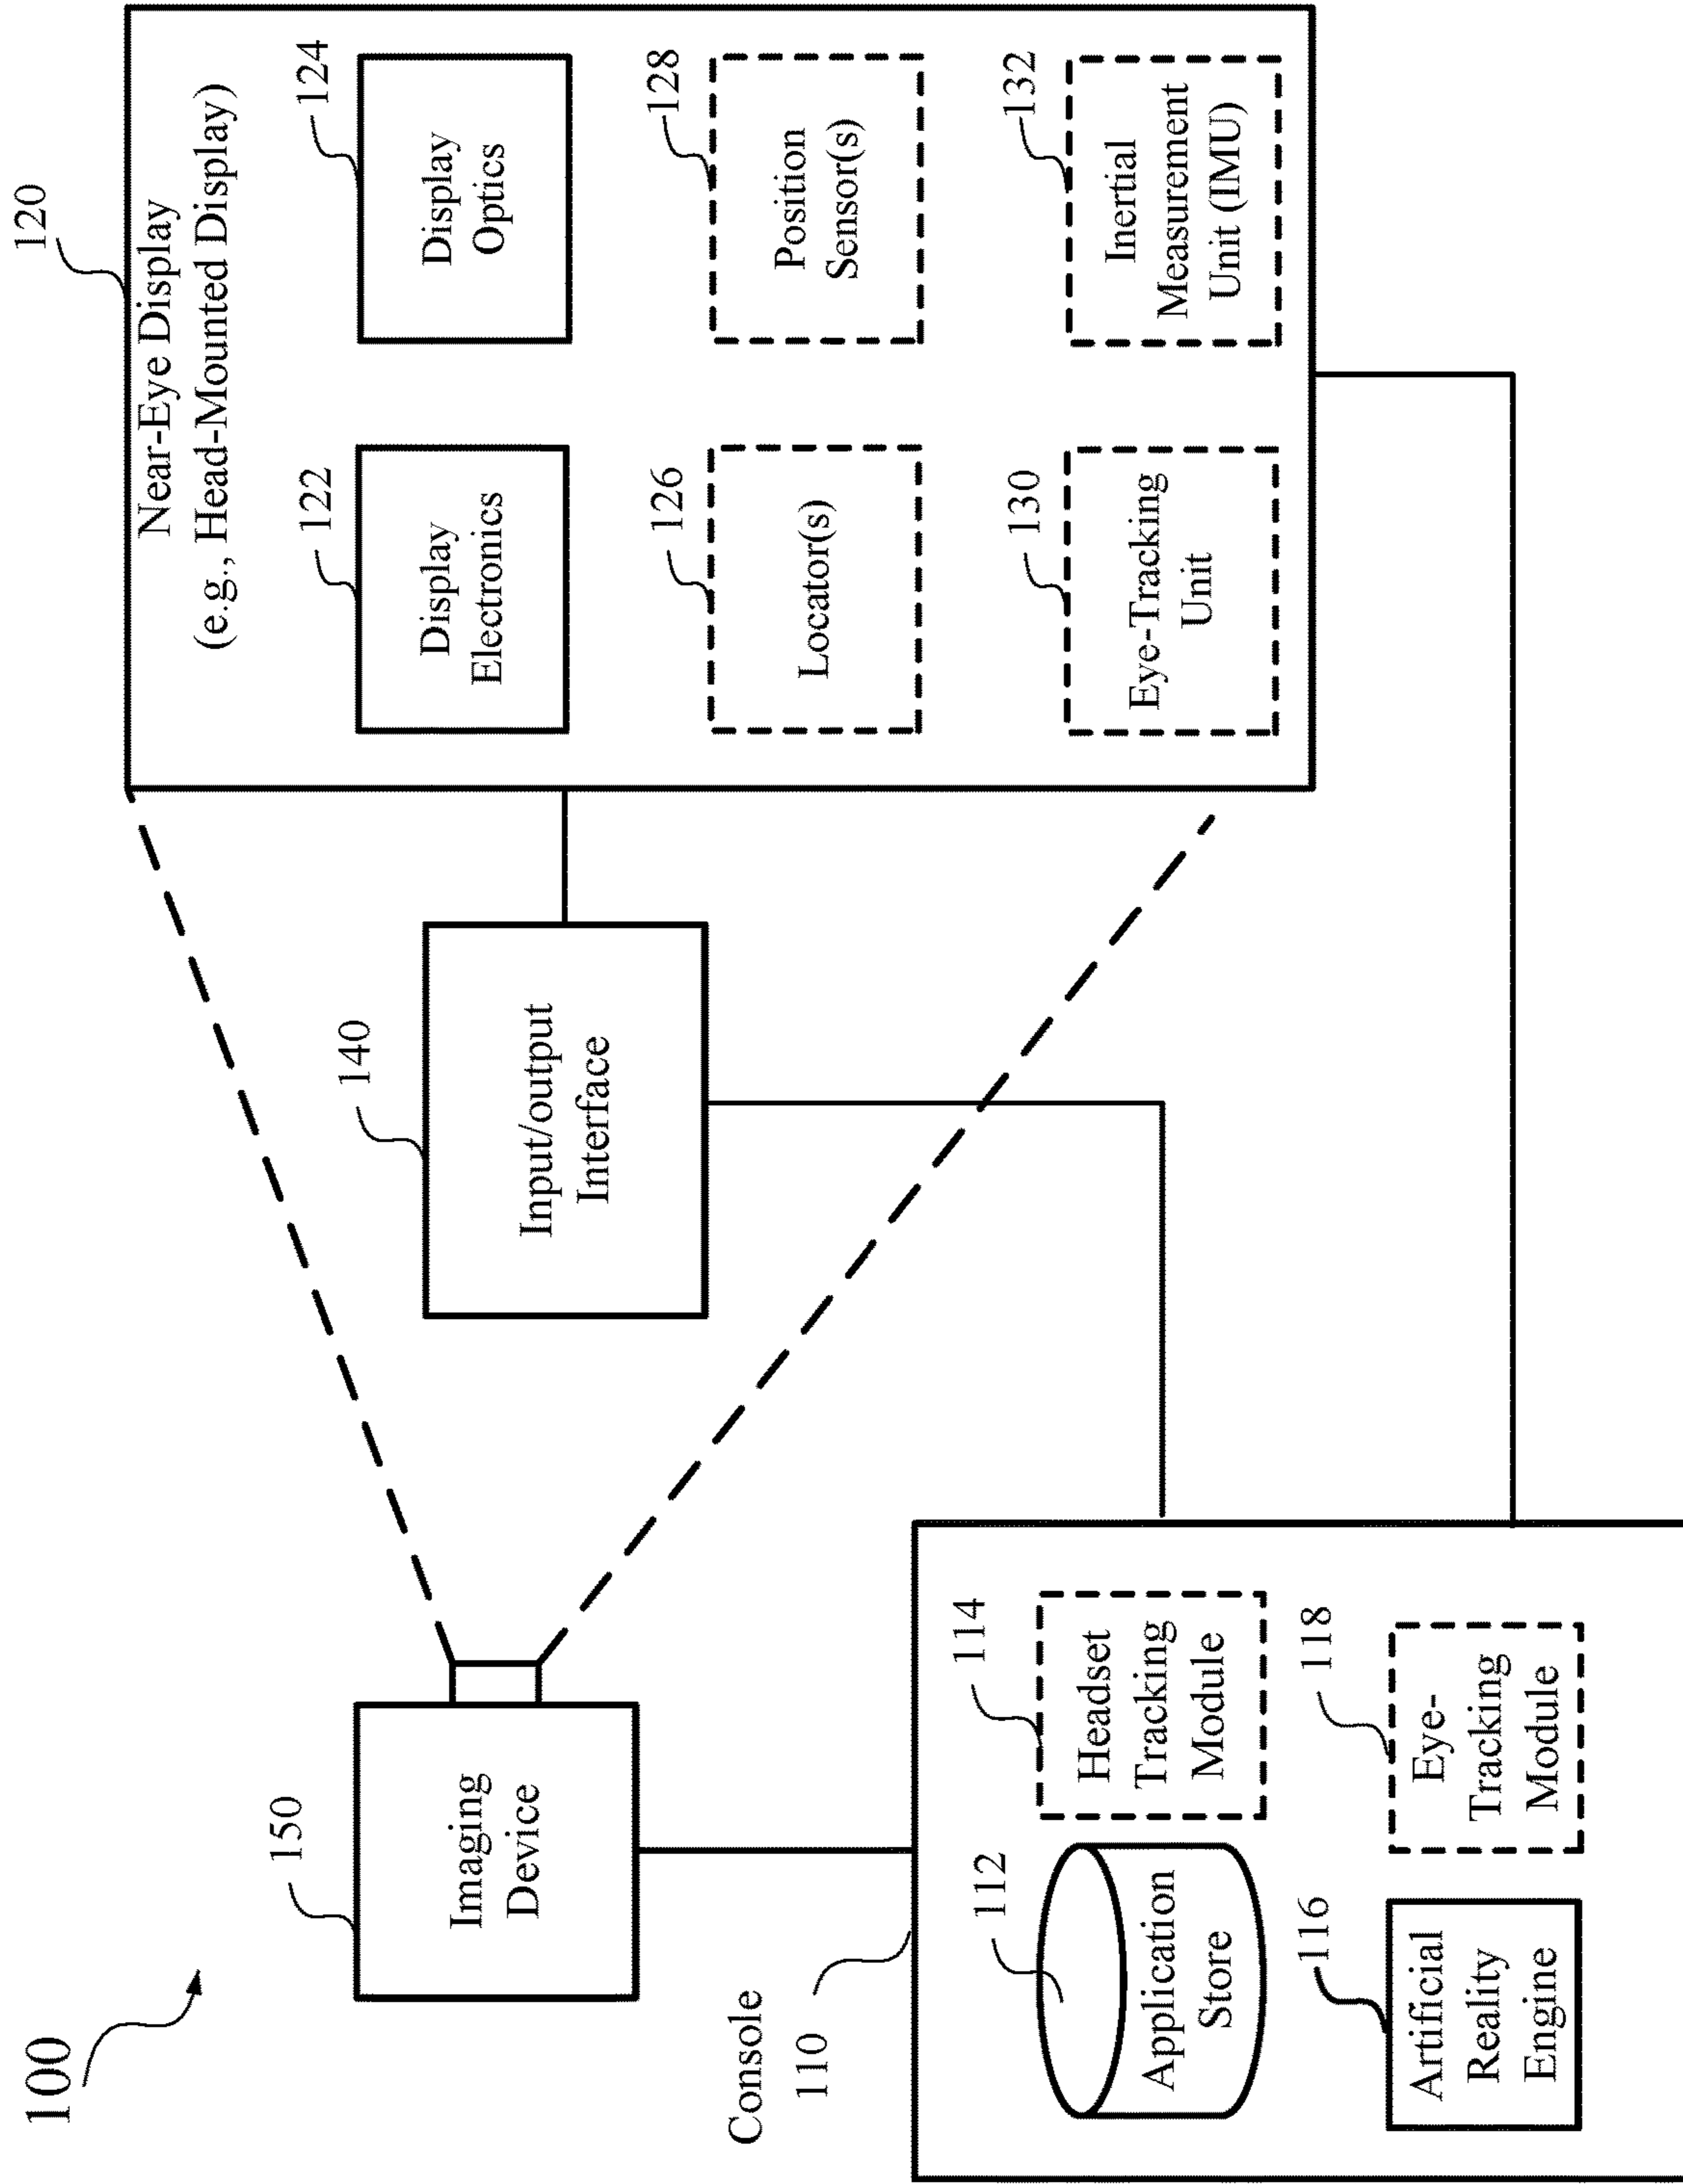 100
120
Near-Eye Display
(e.g., Head-Mounted Display)
122
Display
Electronics
124
Display
Optics
126
Locator(s)
128
Position
Sensor(s)
130
Eye-Tracking
Unit
132
Inertial
Measurement
Unit (IMU)
140
Input/output
Interface
150
Imaging
Device
Console
110
112
Application
Store
114
Headset
Tracking
Module
116
Artificial
Reality
Engine
118
Eye-
Tracking
Module